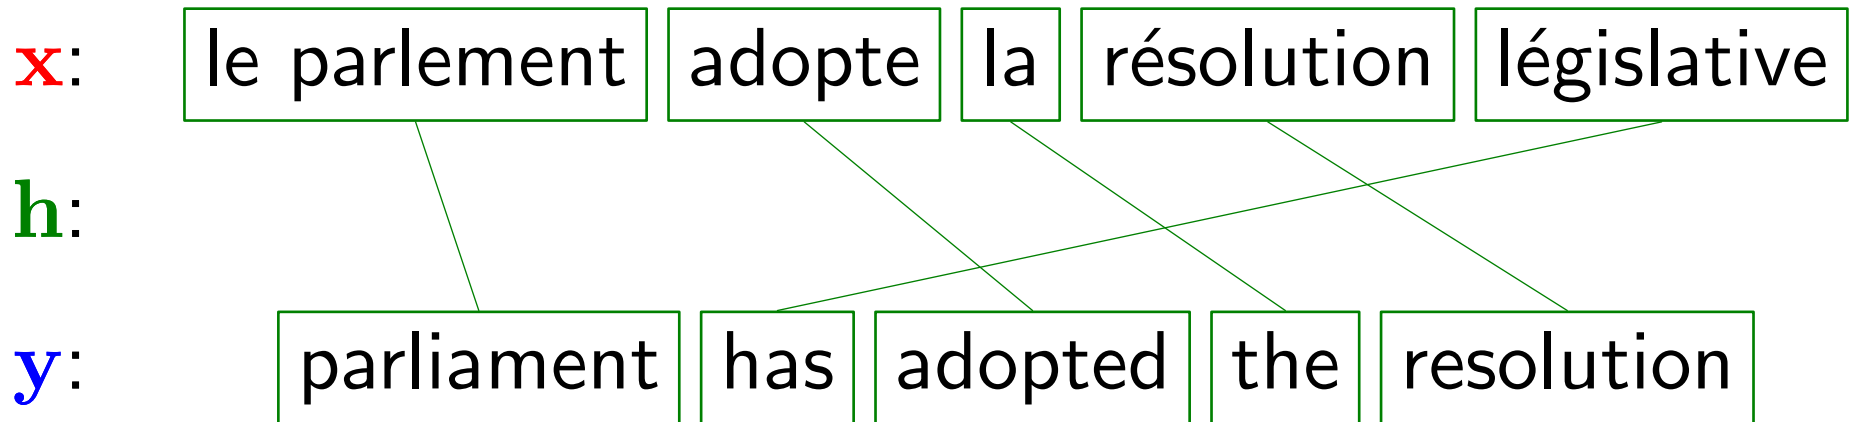 x: le parlement adopte la résolution législative
h:
y: parliament has adopted the resolution